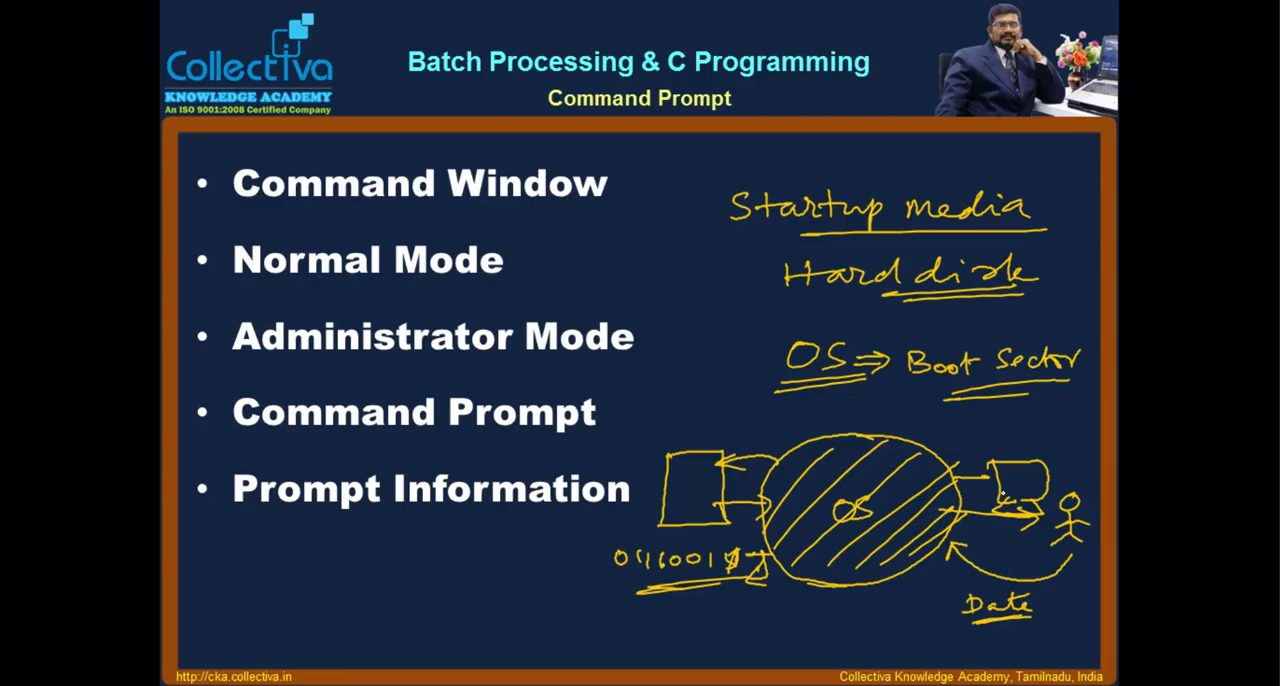 Collectiva
KNOWLEDGE ACADEMY
An ISO 9001:2008 Certified Company
Batch Processing & C Programming
Command Prompt
• Command Window
• Normal Mode
• Administrator Mode
• Command Prompt
• Prompt Information
Startup media
Hard disk
OS ⇒ Boot Sector
OS
Date
http://cka.collectiva.in
Collectiva Knowledge Academy, Tamilnadu, India